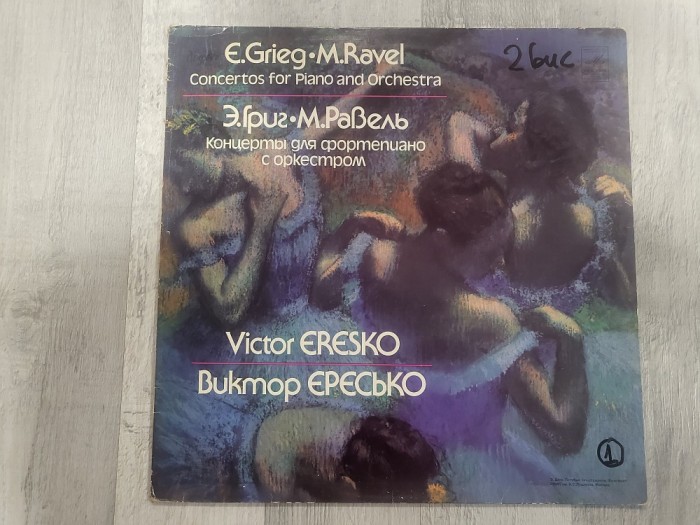 E.Grieg•M.Ravel
Concertos for Piano and Orchestra
Э.Григ•М.Равель
Концерты для фортепиано
с оркестром
2 бис
Victor ERESKO
Виктор ЕРЕСЬКО
1